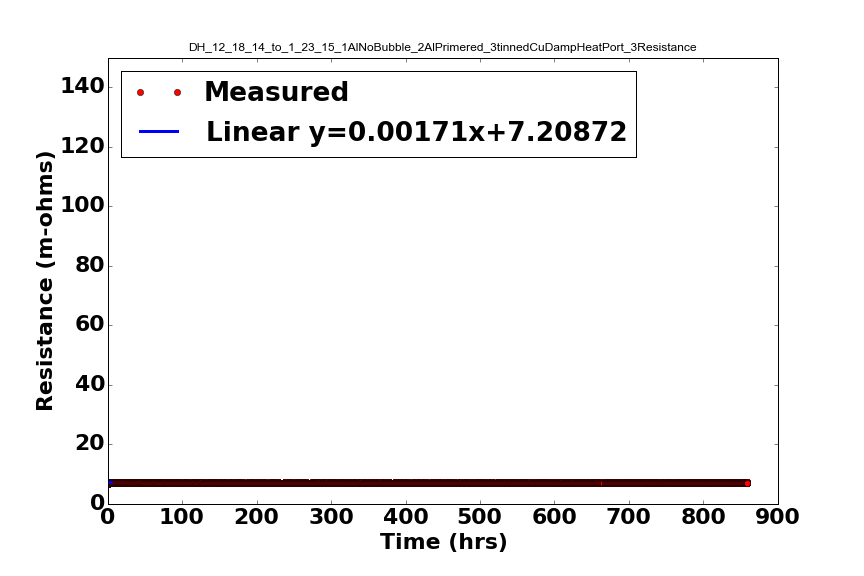 DH_12_18_14_to_1_23_15_1AlNoBubble_2AlPrimered_3tinnedCuDampHeatPort_3Resistance
Measured
Linear y=0.00171x+7.20872
Resistance (m-ohms)
140
120
100
80
60
40
20
0
0 100 200 300 400 500 600 700 800 900
Time (hrs)